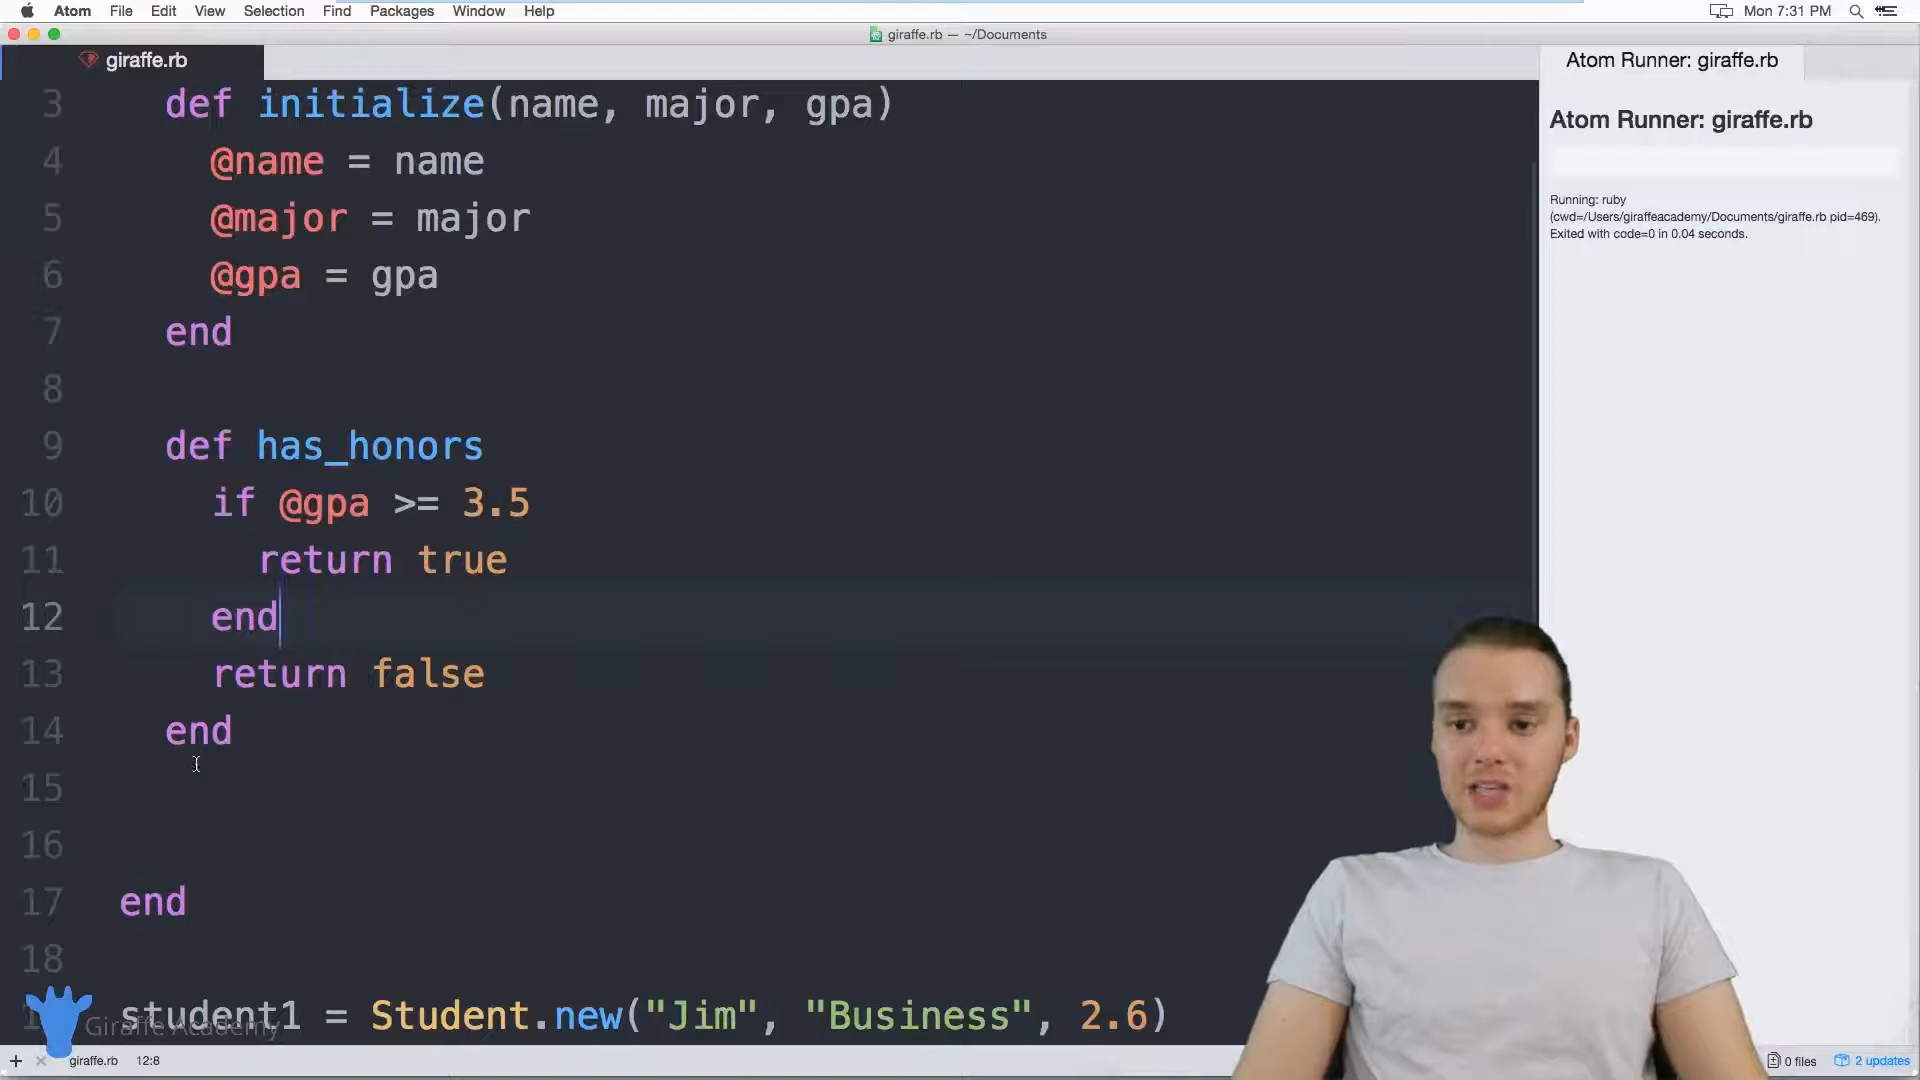 Atom File Edit View Selection Find Packages Window Help Mon 7:31 PM
giraffe.rb — ~/Documents
giraffe.rb
Atom Runner: giraffe.rb
3 def initialize(name, major, gpa)
4 @name = name
5 @major = major
6 @gpa = gpa
7 end
8
9 def has_honors
10 if @gpa >= 3.5
11 return true
12 end
13 return false
14 end
15
16
17 end
18
student1 = Student.new("Jim", "Business", 2.6)
Atom Runner: giraffe.rb
Running: ruby
(cwd=/Users/giraffeacademy/Documents/giraffe.rb pid=469).
Exited with code=0 in 0.04 seconds.
Giraffe Academy
giraffe.rb 12:8
0 files 2 updates